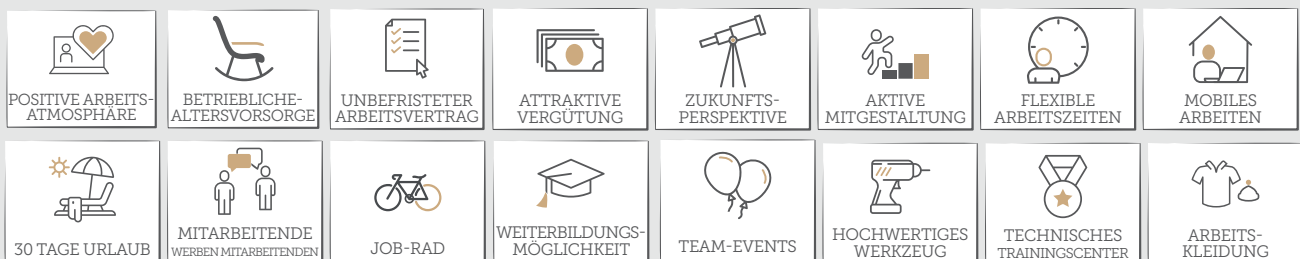 POSITIVE ARBEITS-
ATMOSPHÄRE
BETRIEBLICHE-
ALTERSVORSORGE
UNBEFRISTETER
ARBEITSVERTRAG
ATTRAKTIVE
VERGÜTUNG
ZUKUNFTS-
PERSPEKTIVE
AKTIVE
MITGESTALTUNG
FLEXIBLE
ARBEITSZEITEN
MOBILES
ARBEITEN
30 TAGE URLAUB
MITARBEITENDE
WERBEN MITARBEITENDEN
JOB-RAD
WEITERBILDUNGS-
MÖGLICHKEIT
TEAM-EVENTS
HOCHWERTIGES
WERKZEUG
TECHNISCHES
TRAININGSCENTER
ARBEITS-
KLEIDUNG